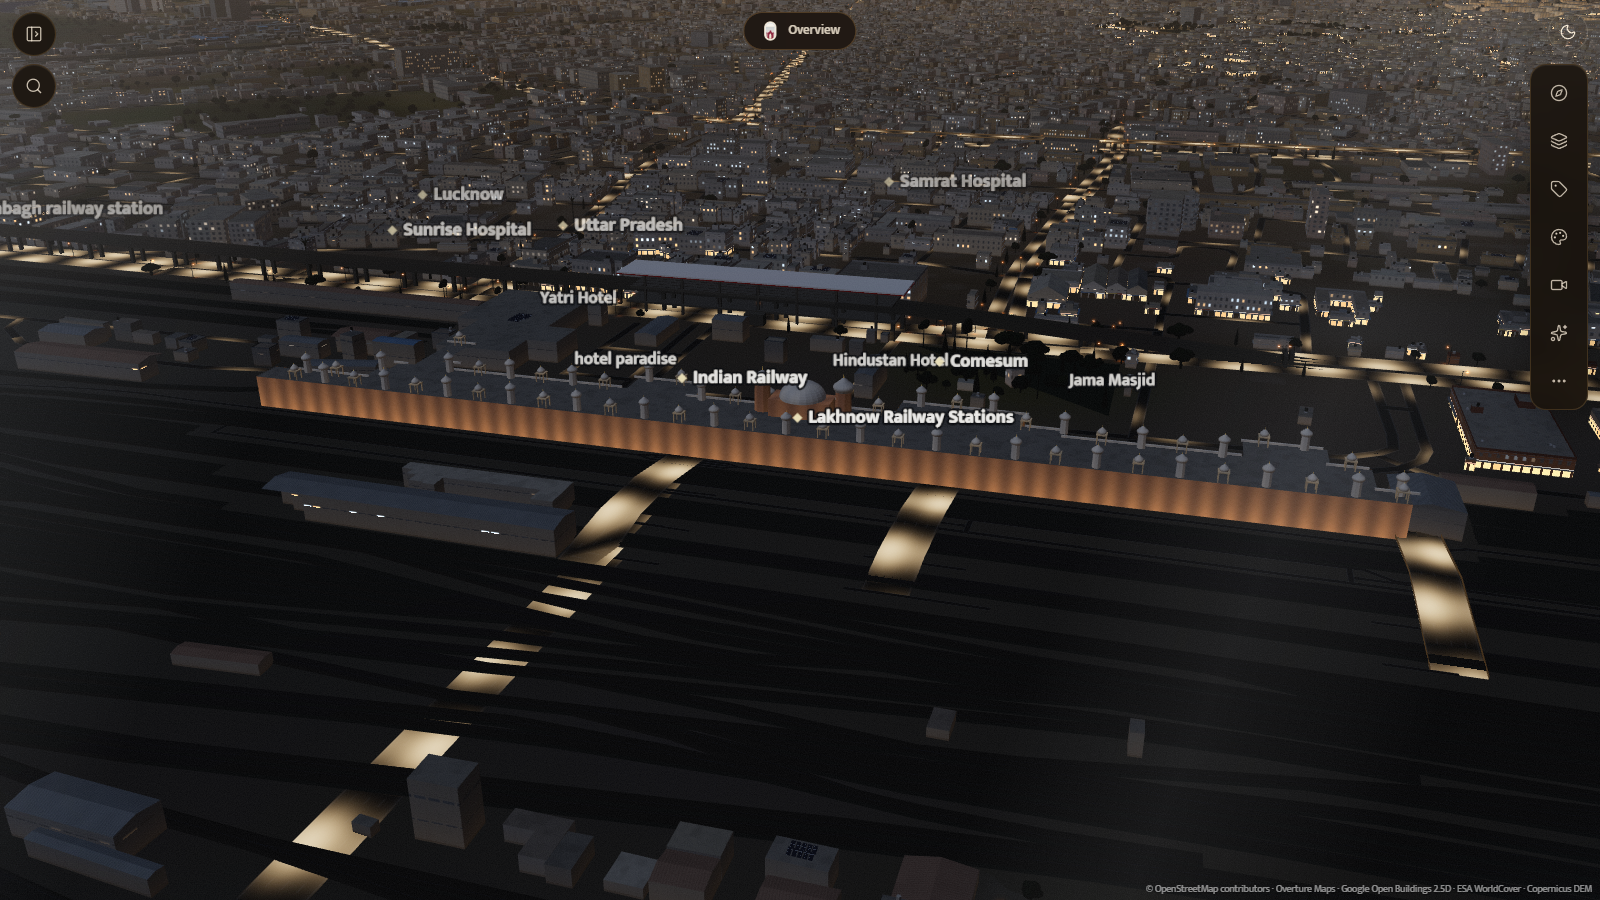 Overview
Samrat Hospital
Lucknow
bagh railway station
Uttar Pradesh
Sunrise Hospital
Yatri Hotel
hotel paradise
Hindustan Hotel
Comesum
Indian Railway
Jama Masjid
Lakhnow Railway Stations
© OpenStreetMap contributors · Overture Maps · Google Open Buildings 2.5D · ESA WorldCover · Copernicus DEM